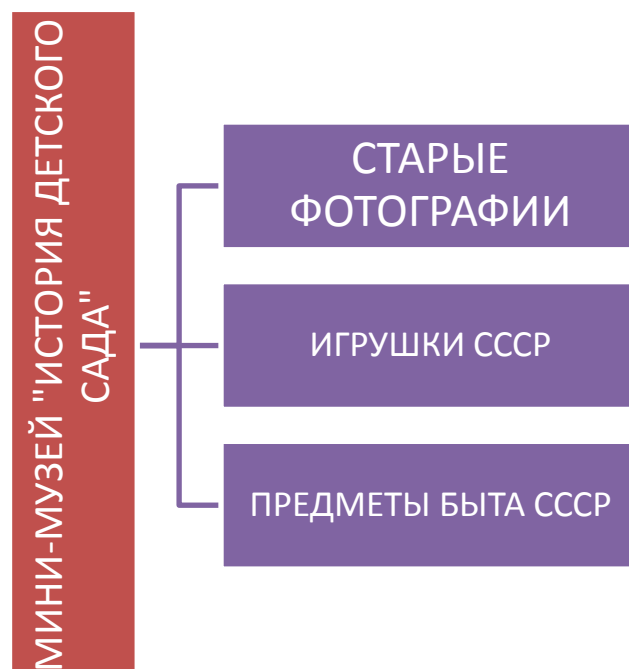 МИНИ-МУЗЕЙ "ИСТОРИЯ ДЕТСКОГО
САДА"
СТАРЫЕ
ФОТОГРАФИИ
ИГРУШКИ СССР
ПРЕДМЕТЫ БЫТА СССР